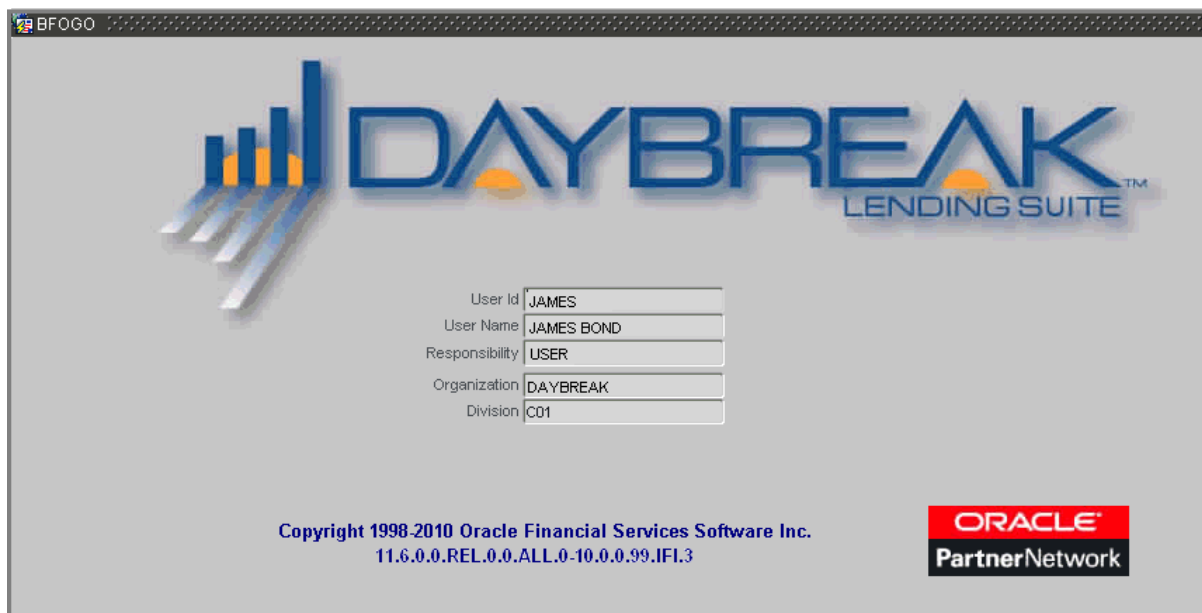 BFOGO
DAYBREAK™
LENDING SUITE
User Id JAMES
User Name JAMES BOND
Responsibility USER
Organization DAYBREAK
Division C01
Copyright 1998-2010 Oracle Financial Services Software Inc.
11.6.0.0.REL.0.0.ALL.0-10.0.0.99.IFI.3
ORACLE
PartnerNetwork